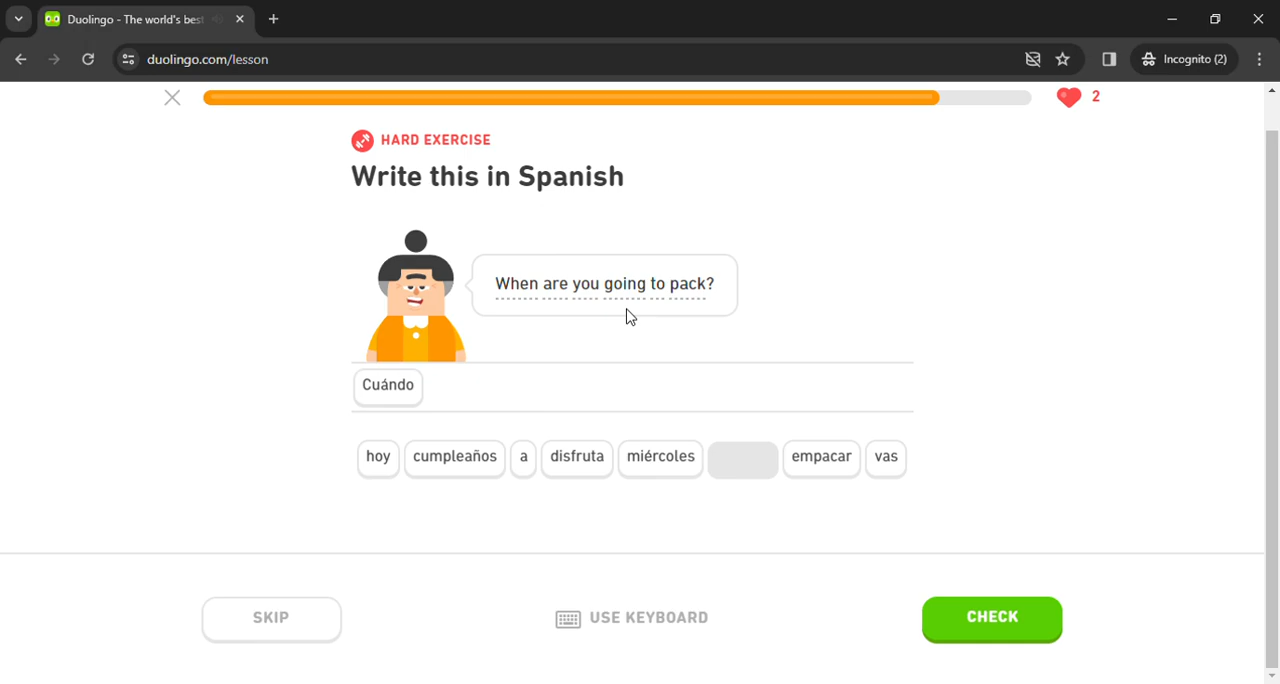 Duolingo - The world's best
duolingo.com/lesson
Incognito (2)
2
HARD EXERCISE
Write this in Spanish
When are you going to pack?
Cuándo
hoy cumpleaños a disfruta miércoles empacar vas
SKIP USE KEYBOARD CHECK